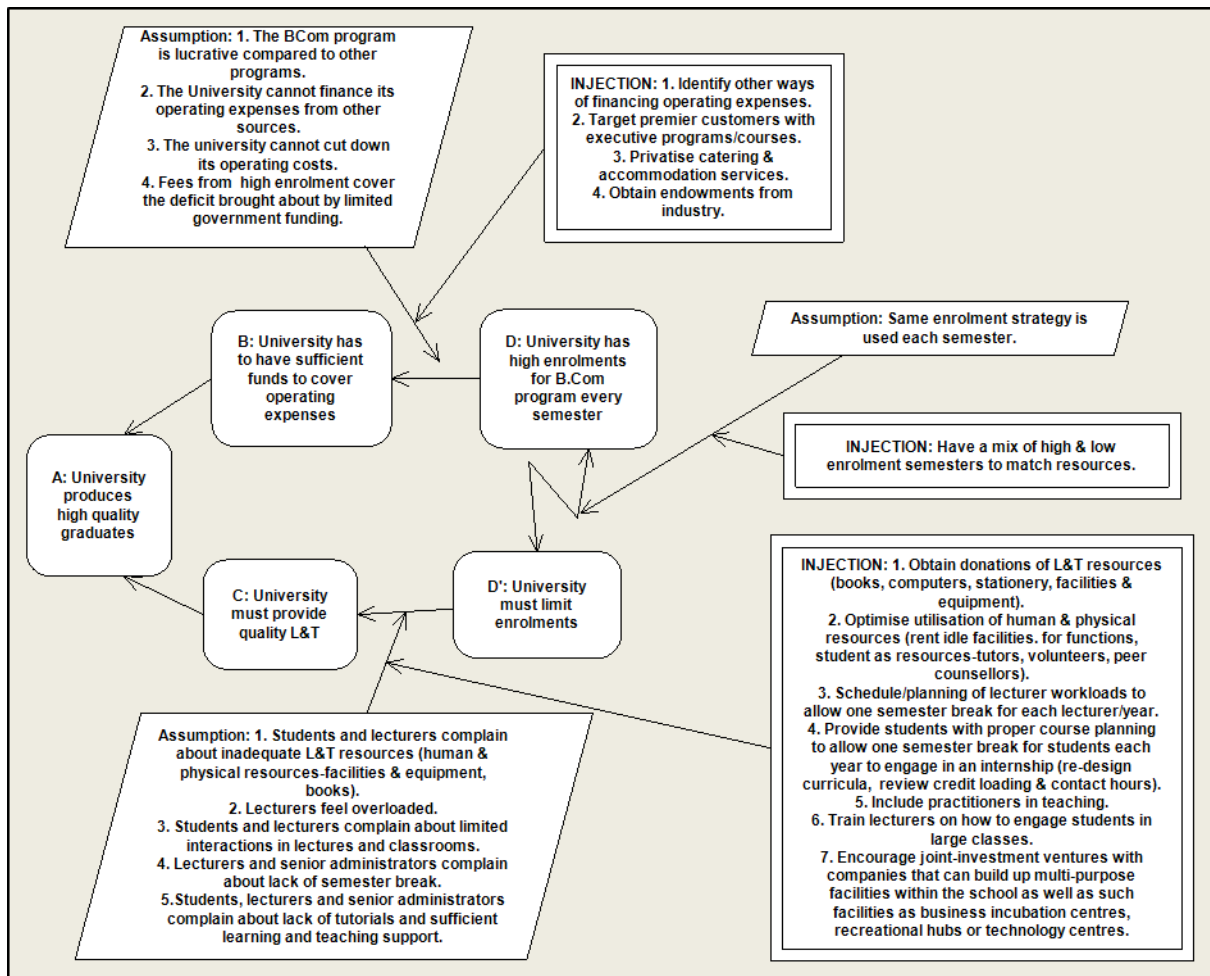 Assumption: 1. The BCom program
is lucrative compared to other
programs.
2. The University cannot finance its
operating expenses from other
sources.
3. The university cannot cut down
its operating costs.
4. Fees from high enrolment cover
the deficit brought about by limited
government funding.
INJECTION: 1. Identify other ways
of financing operating expenses.
2. Target premier customers with
executive programs/courses.
3. Privatise catering &
accommodation services.
4. Obtain endowments from
industry.
Assumption: Same enrolment strategy is
used each semester.
B: University has
to have sufficient
funds to cover
operating
expenses
D: University has
high enrolments
for B.Com
program every
semester
INJECTION: Have a mix of high & low
enrolment semesters to match resources.
A: University
produces
high quality
graduates
C: University
must provide
quality L&T
D': University
must limit
enrolments
INJECTION: 1. Obtain donations of L&T resources
(books, computers, stationery, facilities &
equipment).
2. Optimise utilisation of human & physical
resources (rent idle facilities. for functions,
student as resources-tutors, volunteers, peer
counsellors).
3. Schedule/planning of lecturer workloads to
allow one semester break for each lecturer/year.
4. Provide students with proper course planning
to allow one semester break for students each
year to engage in an internship (re-design
curricula, review credit loading & contact hours).
5. Include practitioners in teaching.
6. Train lecturers on how to engage students in
large classes.
7. Encourage joint-investment ventures with
companies that can build up multi-purpose
facilities within the school as well as such
facilities as business incubation centres,
recreational hubs or technology centres.
Assumption: 1. Students and lecturers complain
about inadequate L&T resources (human &
physical resources-facilities & equipment,
books).
2. Lecturers feel overloaded.
3. Students and lecturers complain about limited
interactions in lectures and classrooms.
4. Lecturers and senior administrators complain
about lack of semester break.
5.Students, lecturers and senior administrators
complain about lack of tutorials and sufficient
learning and teaching support.